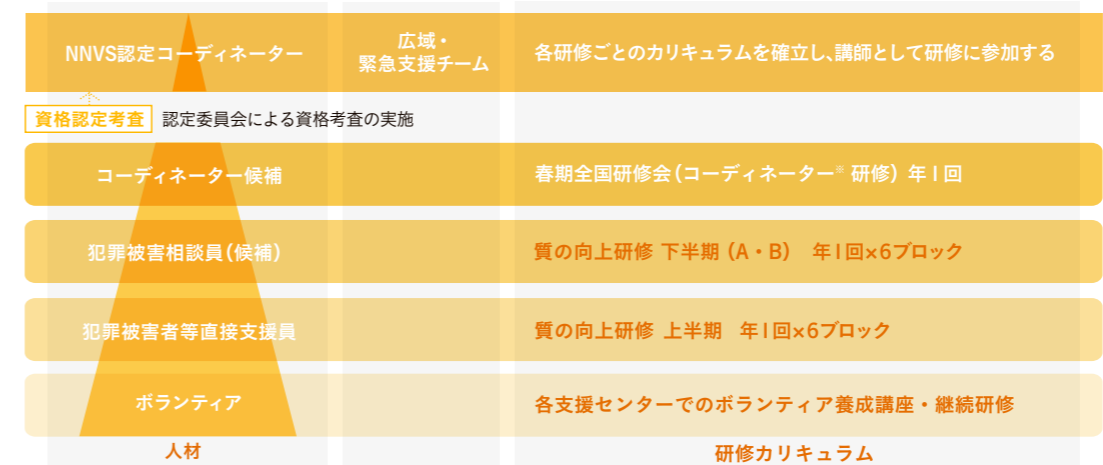 NNVS認定コーディネーター
広域・
緊急支援チーム
各研修ごとのカリキュラムを確立し、講師として研修に参加する
資格認定考査 認定委員会による資格考査の実施
コーディネーター候補
春期全国研修会(コーディネーター※ 研修) 年1回
犯罪被害相談員(候補)
質の向上研修 下半期 (A・B) 年1回×6ブロック
犯罪被害者等直接支援員
質の向上研修 上半期 年1回×6ブロック
ボランティア
各支援センターでのボランティア養成講座・継続研修
人材
研修カリキュラム